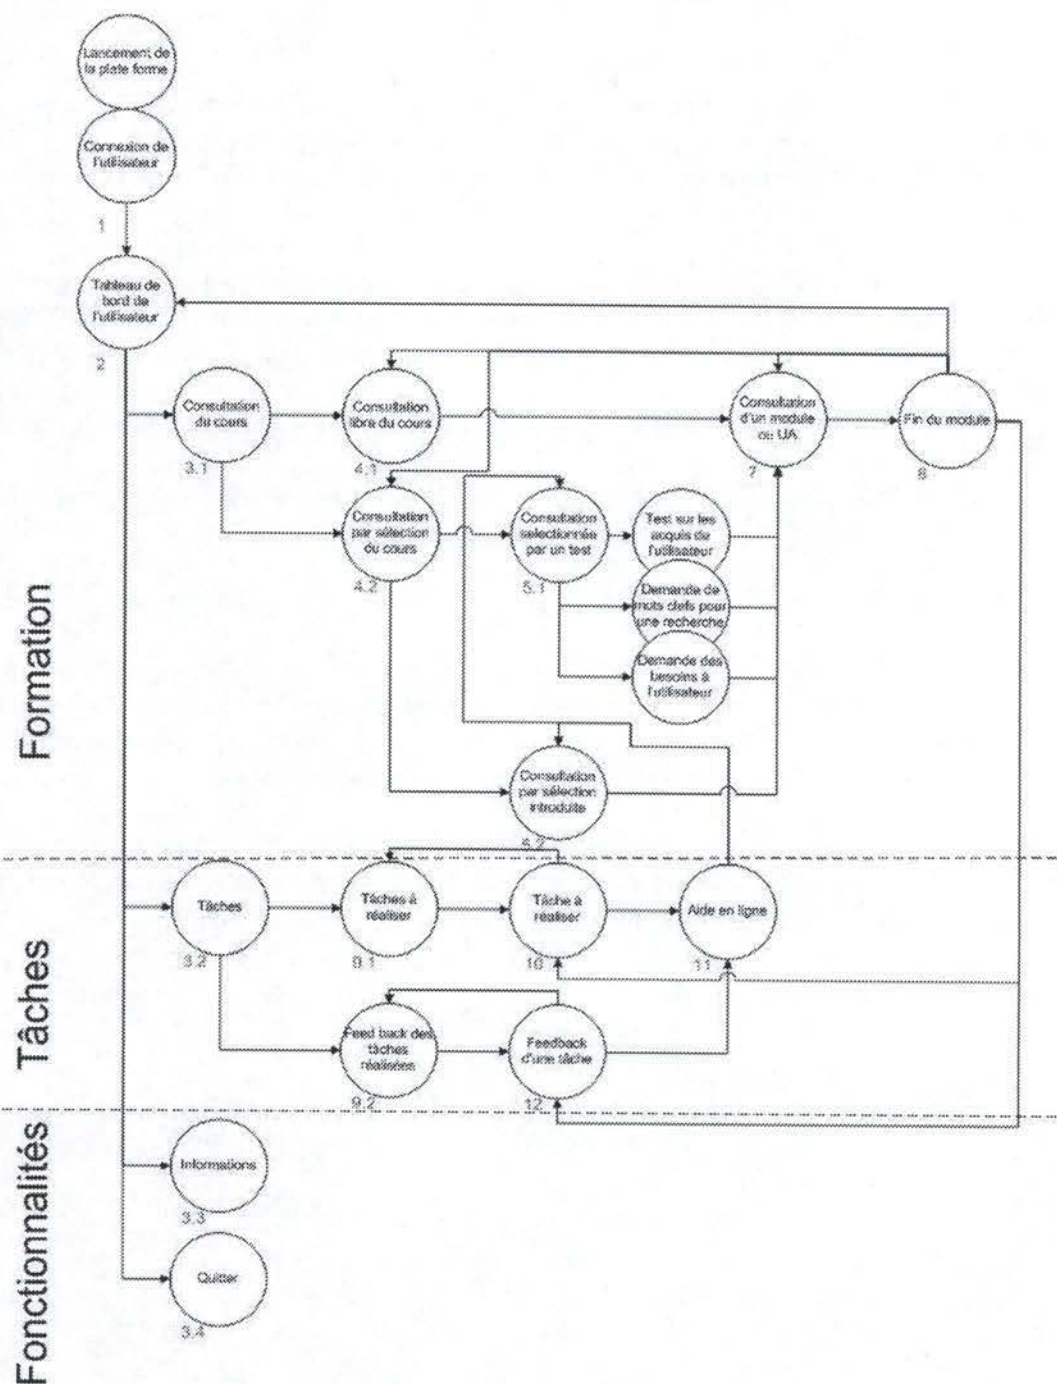 Lancement de
la plate forme
Connexion de
l'utilisateur
1
Tableau de
bord de
l'utilisateur
2
Formation
Consultation
du cours
3.1
Consultation
libre du cours
4.1
Consultation
d'un module
ou UA
7
Fin du module
8
Consultation
par sélection
du cours
4.2
Consultation
selectionnée
par un test
5.1
Test sur les
acquis de
l'utilisateur
Demande de
mots clefs pour
une recherche
Demande des
besoins à
l'utilisateur
Consultation
par sélection
introduite
5.2
Tâches
Tâches
3.2
Tâches à
réaliser
9.1
Tâche à
réaliser
10
Aide en ligne
11
Feed back des
tâches
réalisées
9.2
Feedback
d'une tâche
12
Fonctionnalités
Informations
3.3
Quitter
3.4